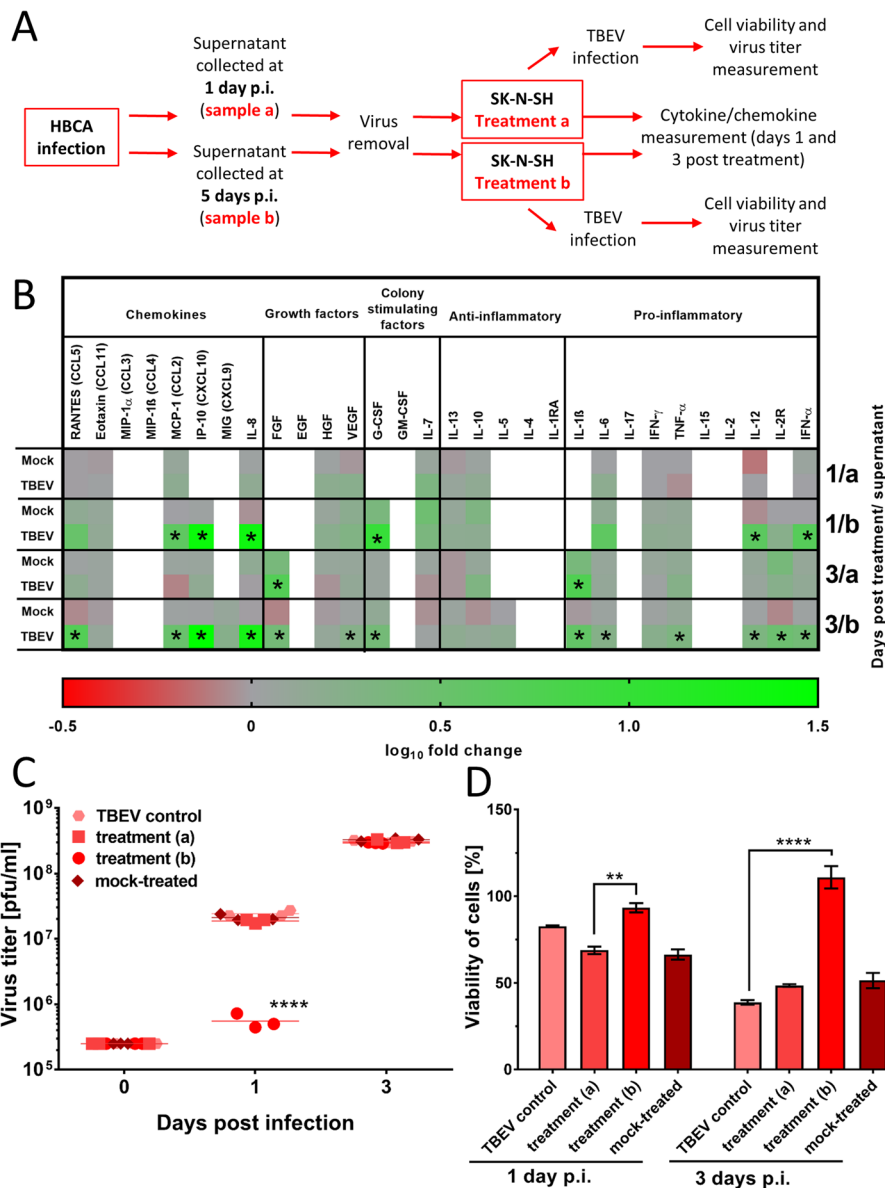 A
Supernatant
collected at
1 day p.i.
(sample a)
HBCA
infection
Supernatant
collected at
5 days p.i.
(sample b)
Virus
removal
SK-N-SH
Treatment a
SK-N-SH
Treatment b
TBEV
infection
Cell viability and
virus titer
measurement
Cytokine/chemokine
measurement (days 1 and
3 post treatment)
TBEV
infection
Cell viability and
virus titer
measurement
B
Chemokines
Growth factors
Colony
stimulating
factors
Anti-inflammatory
Pro-inflammatory
RANTES (CCL5)
Eotaxin (CCL11)
MIP-1α (CCL3)
MIP-1ß (CCL4)
MCP-1 (CCL2)
IP-10 (CXCL10)
MIG (CXCL9)
IL-8
FGF
EGF
HGF
VEGF
G-CSF
GM-CSF
IL-7
IL-13
IL-10
IL-5
IL-4
IL-1RA
IL-1ß
IL-6
IL-17
IFN-γ
TNF-α
IL-15
IL-2
IL-12
IL-2R
IFN-α
Mock
TBEV
1/a
Mock
TBEV * * * * * *
1/b
Mock
TBEV * *
3/a
Mock
TBEV * * * * * * * * * * * * *
3/b
Days post treatment/ supernatant
-0.5 0 0.5 1.0 1.5
log10 fold change
C
Virus titer [pfu/ml]
10^9
10^8
10^7
10^6
10^5
TBEV control
treatment (a)
treatment (b)
mock-treated
****
0 1 3
Days post infection
D
Viability of cells [%]
150
100
50
0
**
****
TBEV control
treatment (a)
treatment (b)
mock-treated
TBEV control
treatment (a)
treatment (b)
mock-treated
1 day p.i.
3 days p.i.